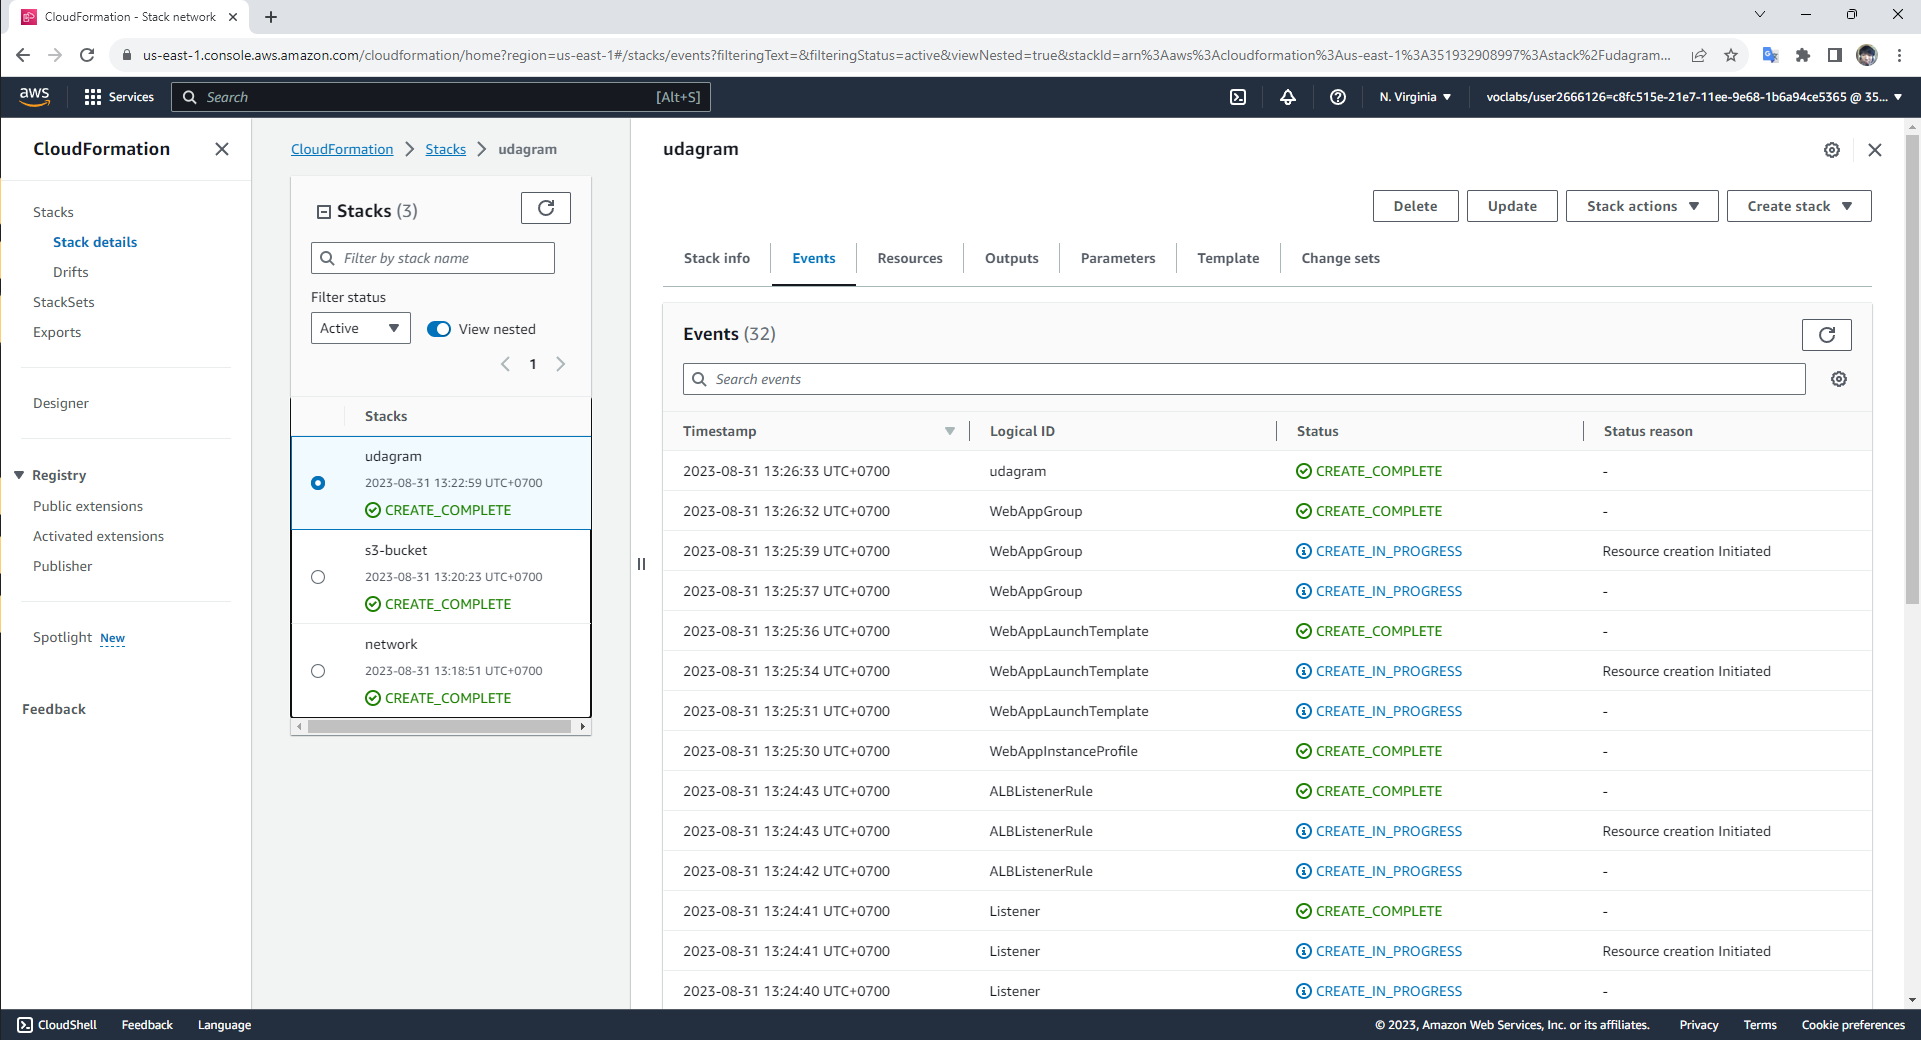 CloudFormation - Stack network
us-east-1.console.aws.amazon.com/cloudformation/home?region=us-east-1#/stacks/events?filteringText=&filteringStatus=active&viewNested=true&stackId=arn%3Aaws%3Acloudformation%3Aus-east-1%3A351932908997%3Astack%2Fudagram...
aws Services Search [Alt+S] N. Virginia voclabs/user2666126=c8fc515e-21e7-11ee-9e68-1b6a94ce5365 @ 35...
CloudFormation
Stacks
Stack details
Drifts
StackSets
Exports
Designer
Registry
Public extensions
Activated extensions
Publisher
Spotlight New
Feedback
CloudFormation Stacks udagram
Stacks (3)
Filter by stack name
Filter status
Active View nested
1
Stacks
udagram
2023-08-31 13:22:59 UTC+0700
CREATE_COMPLETE
s3-bucket
2023-08-31 13:20:23 UTC+0700
CREATE_COMPLETE
network
2023-08-31 13:18:51 UTC+0700
CREATE_COMPLETE
udagram
Delete Update Stack actions Create stack
Stack info Events Resources Outputs Parameters Template Change sets
Events (32)
Search events
Timestamp Logical ID Status Status reason
2023-08-31 13:26:33 UTC+0700 udagram CREATE_COMPLETE -
2023-08-31 13:26:32 UTC+0700 WebAppGroup CREATE_COMPLETE -
2023-08-31 13:25:39 UTC+0700 WebAppGroup CREATE_IN_PROGRESS Resource creation Initiated
2023-08-31 13:25:37 UTC+0700 WebAppGroup CREATE_IN_PROGRESS -
2023-08-31 13:25:36 UTC+0700 WebAppLaunchTemplate CREATE_COMPLETE -
2023-08-31 13:25:34 UTC+0700 WebAppLaunchTemplate CREATE_IN_PROGRESS Resource creation Initiated
2023-08-31 13:25:31 UTC+0700 WebAppLaunchTemplate CREATE_IN_PROGRESS -
2023-08-31 13:25:30 UTC+0700 WebAppInstanceProfile CREATE_COMPLETE -
2023-08-31 13:24:43 UTC+0700 ALBListenerRule CREATE_COMPLETE -
2023-08-31 13:24:43 UTC+0700 ALBListenerRule CREATE_IN_PROGRESS Resource creation Initiated
2023-08-31 13:24:42 UTC+0700 ALBListenerRule CREATE_IN_PROGRESS -
2023-08-31 13:24:41 UTC+0700 Listener CREATE_COMPLETE -
2023-08-31 13:24:41 UTC+0700 Listener CREATE_IN_PROGRESS Resource creation Initiated
2023-08-31 13:24:40 UTC+0700 Listener CREATE_IN_PROGRESS -
CloudShell Feedback Language © 2023, Amazon Web Services, Inc. or its affiliates. Privacy Terms Cookie preferences